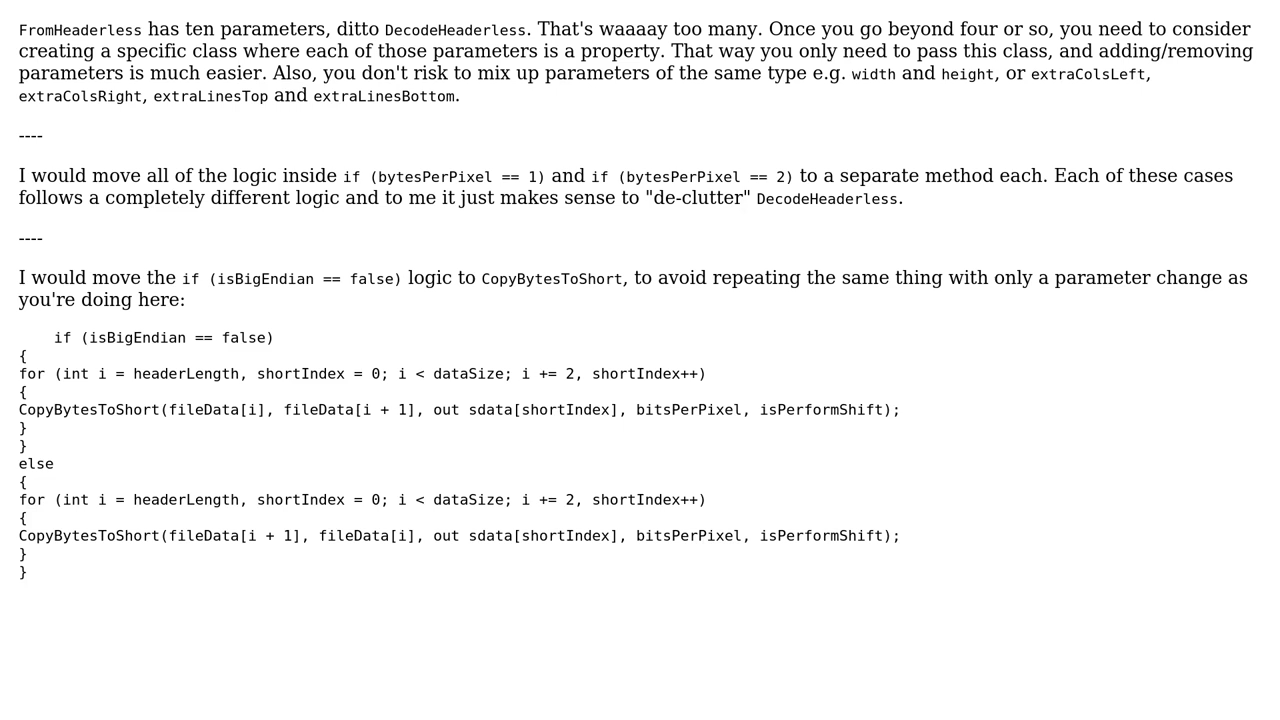 FromHeaderless has ten parameters, ditto DecodeHeaderless. That's waaaay too many. Once you go beyond four or so, you need to consider
creating a specific class where each of those parameters is a property. That way you only need to pass this class, and adding/removing
parameters is much easier. Also, you don't risk to mix up parameters of the same type e.g. width and height, or extraColsLeft,
extraColsRight, extraLinesTop and extraLinesBottom.
----
I would move all of the logic inside if (bytesPerPixel == 1) and if (bytesPerPixel == 2) to a separate method each. Each of these cases
follows a completely different logic and to me it just makes sense to "de-clutter" DecodeHeaderless.
----
I would move the if (isBigEndian == false) logic to CopyBytesToShort, to avoid repeating the same thing with only a parameter change as
you're doing here:
    if (isBigEndian == false)
{
for (int i = headerLength, shortIndex = 0; i < dataSize; i += 2, shortIndex++)
{
CopyBytesToShort(fileData[i], fileData[i + 1], out sdata[shortIndex], bitsPerPixel, isPerformShift);
}
}
else
{
for (int i = headerLength, shortIndex = 0; i < dataSize; i += 2, shortIndex++)
{
CopyBytesToShort(fileData[i + 1], fileData[i], out sdata[shortIndex], bitsPerPixel, isPerformShift);
}
}